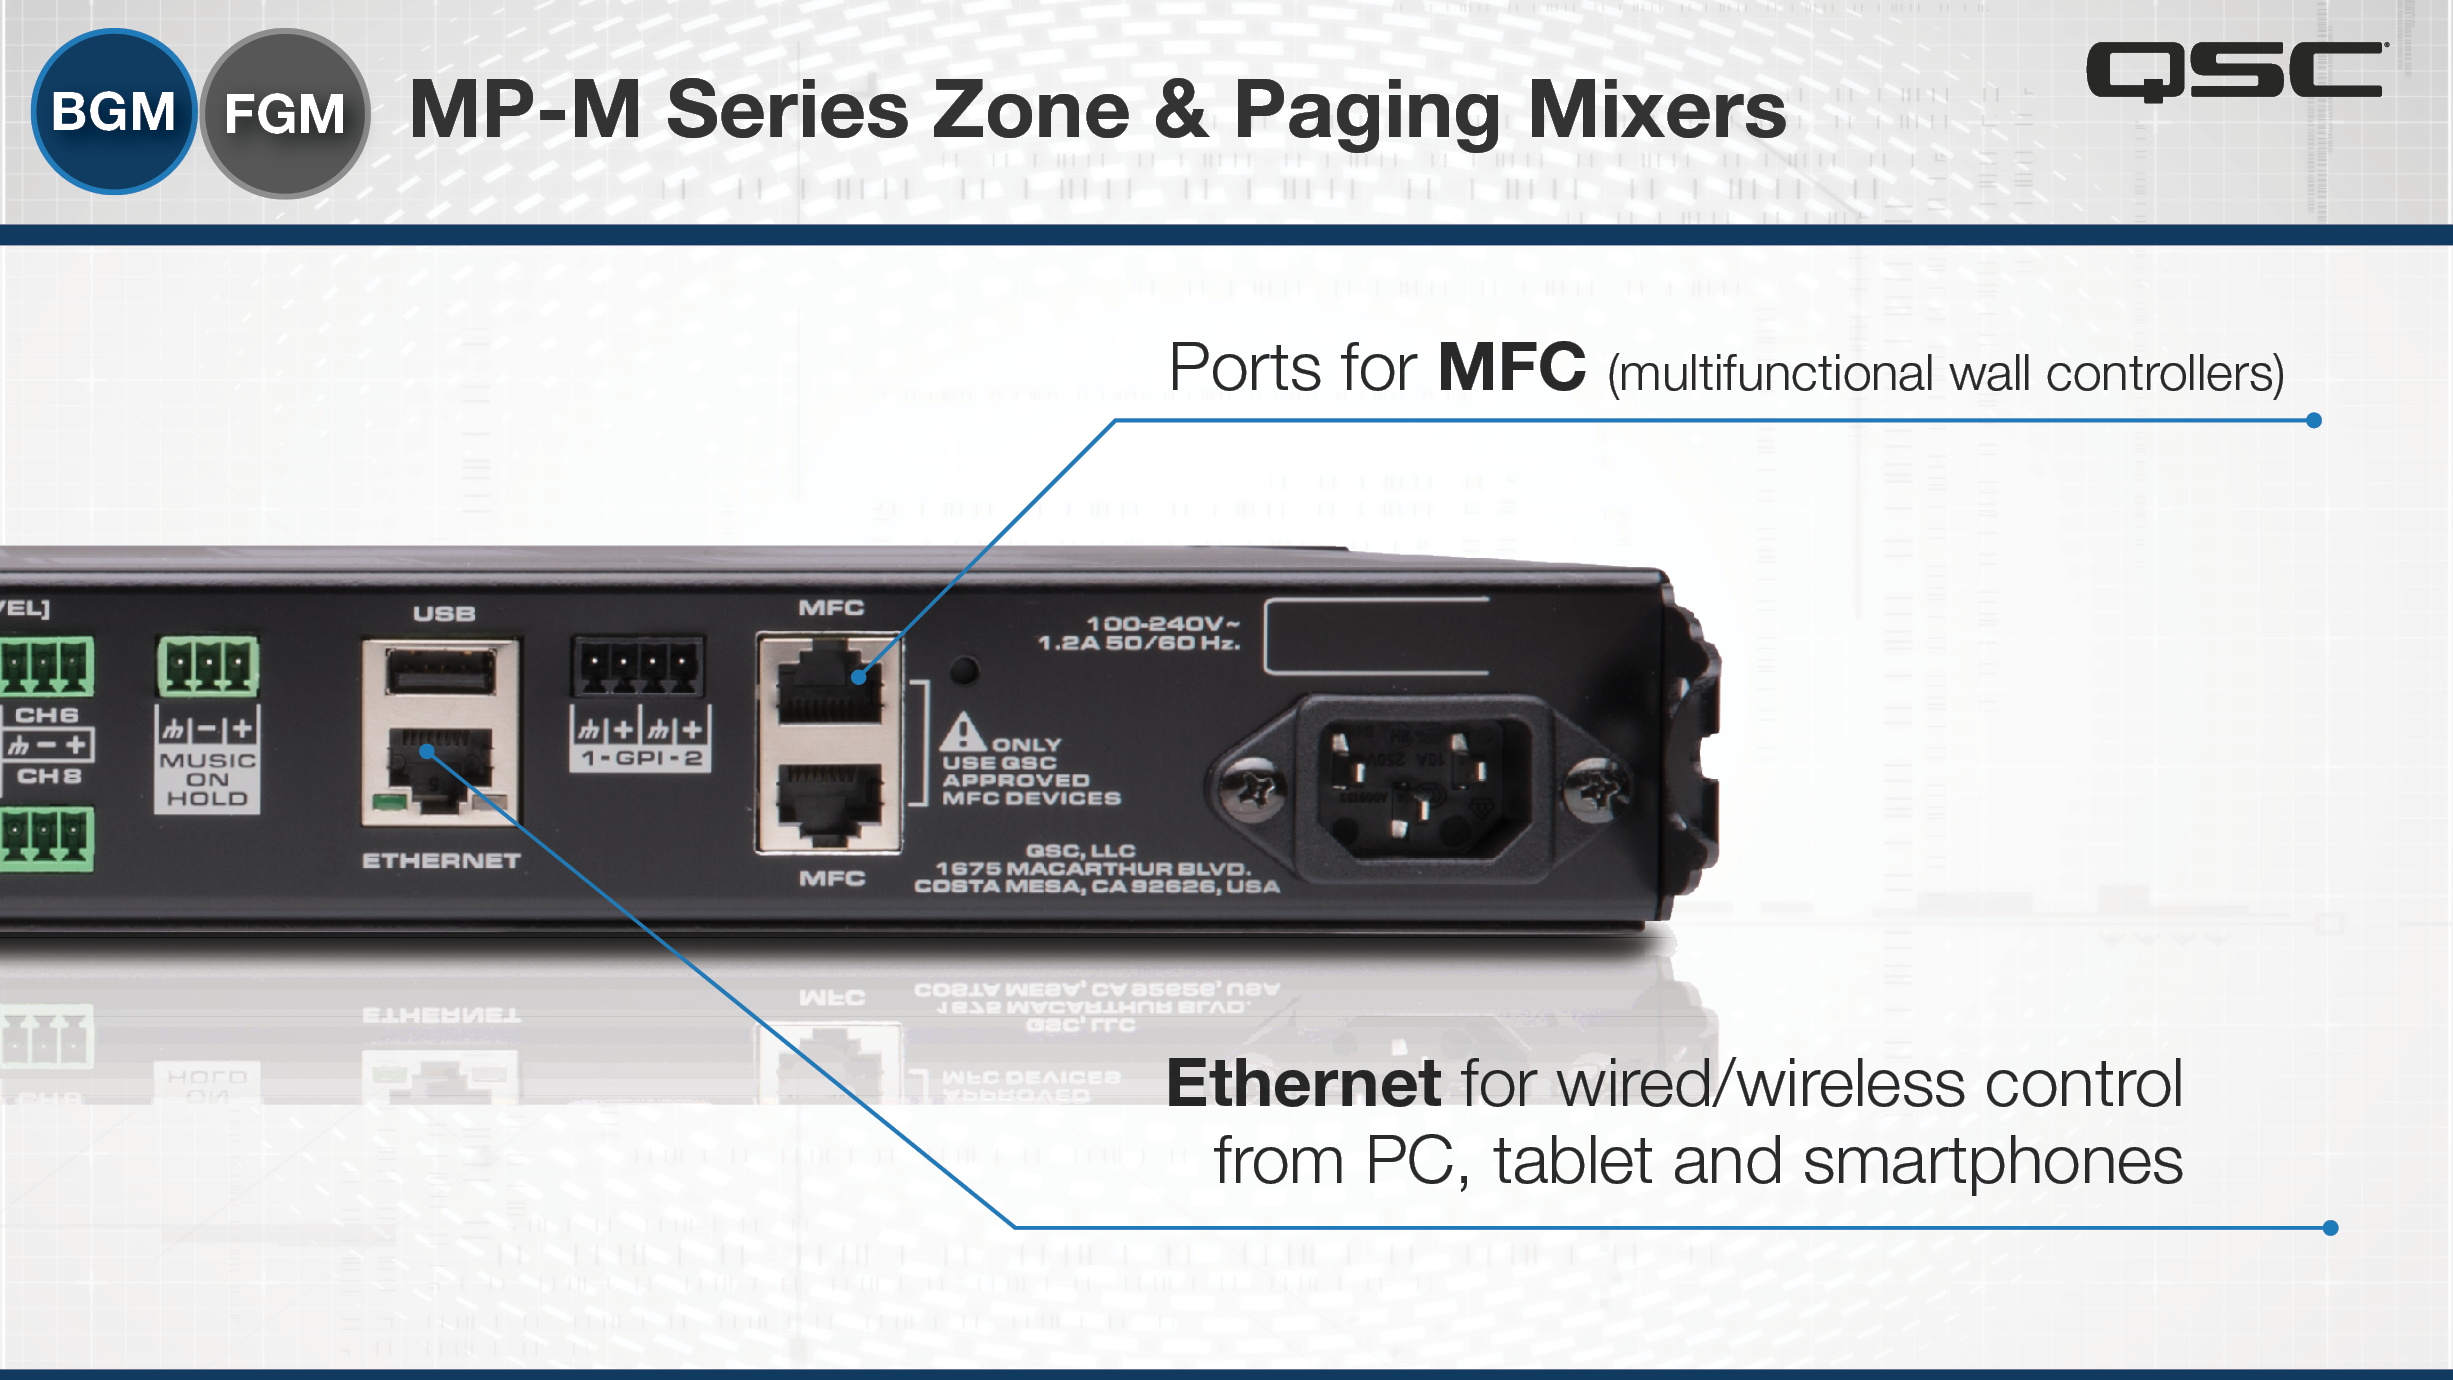 BGM
FGM
MP-M Series Zone & Paging Mixers
QSC
Ports for MFC (multifunctional wall controllers)
USB
MFC
100-240V~
1.2A 50/60 Hz.
CH6
- +
CH8
- +
MUSIC
ON
HOLD
+ +
1-GPI-2
ONLY
USE QSC
APPROVED
MFC DEVICES
ETHERNET
MFC
QSC, LLC
1675 MACARTHUR BLVD.
COSTA MESA, CA 92626, USA
Ethernet for wired/wireless control
from PC, tablet and smartphones